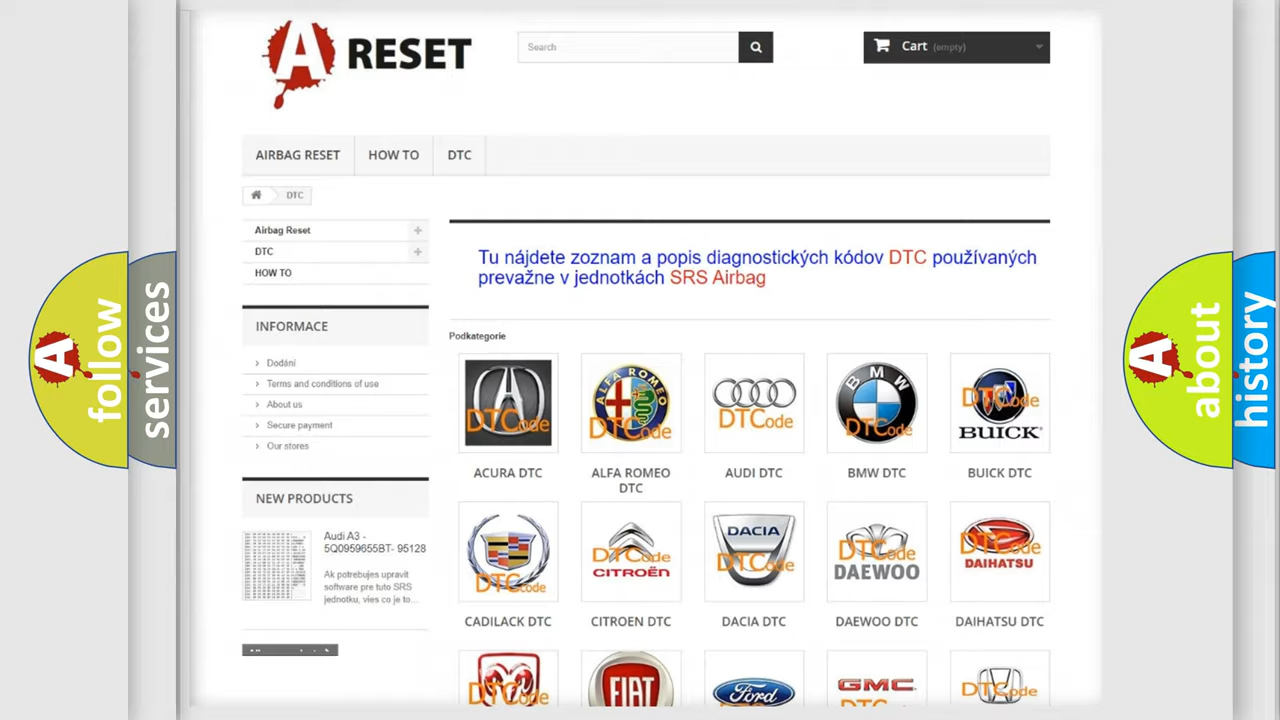 A RESET
Search
Cart (empty)
AIRBAG RESET
HOW TO
DTC
DTC
Airbag Reset
DTC
HOW TO
INFORMACE
Dodání
Terms and conditions of use
About us
Secure payment
Our stores
NEW PRODUCTS
Audi A3 -
5Q0959655BT- 95128
Ak potrebujes upravit
software pre tuto SRS
jednotku, vies co je to...
Tu nájdete zoznam a popis diagnostických kódov DTC používaných
prevažne v jednotkách SRS Airbag
Podkategorie
DTCode
ALFA ROMEO
DTCode
DTCode
BMW
DTCode
DTCode
BUICK
ACURA DTC
ALFA ROMEO
DTC
AUDI DTC
BMW DTC
BUICK DTC
DTCode
DTCode
CITROËN
DACIA
DTCode
DTCode
DAEWOO
DTCode
DAIHATSU
CADILACK DTC
CITROEN DTC
DACIA DTC
DAEWOO DTC
DAIHATSU DTC
DTCode
FIAT
Ford
GMC
DTCode
A follow
services
A about
history